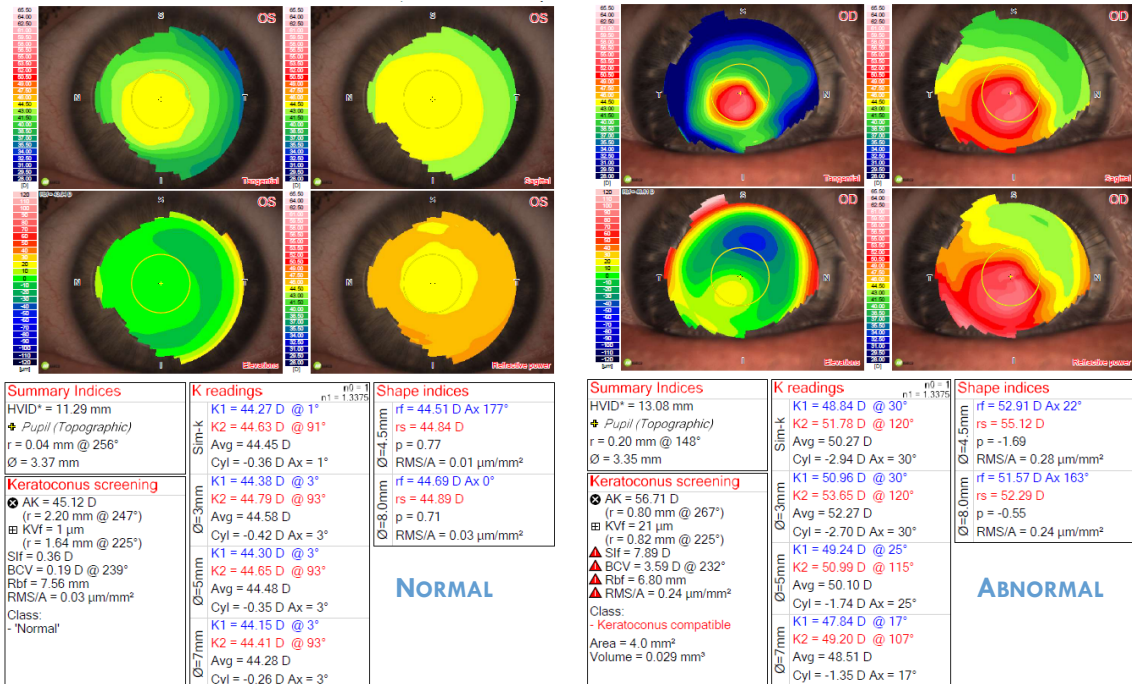 OS
N
T
I
Tangential
[D]
S
OS
N
T
I
Sagital
[D]
OS
N
T
I
Elevations
[µm]
OS
N
T
I
Refractive power
[D]
Summary Indices
HVID* = 11.29 mm
Pupil (Topographic)
r = 0.04 mm @ 256°
Ø = 3.37 mm
Keratoconus screening
AK = 45.12 D
(r = 2.20 mm @ 247°)
KVf = 1 µm
(r = 1.64 mm @ 225°)
SIf = 0.36 D
BCV = 0.19 D @ 239°
Rbf = 7.56 mm
RMS/A = 0.03 µm/mm²
Class:
- 'Normal'
K readings
n0 = 1
n1 = 1.3375
Sim-k
K1 = 44.27 D @ 1°
K2 = 44.63 D @ 91°
Avg = 44.45 D
Cyl = -0.36 D Ax = 1°
Ø=3mm
K1 = 44.38 D @ 3°
K2 = 44.79 D @ 93°
Avg = 44.58 D
Cyl = -0.42 D Ax = 3°
Ø=5mm
K1 = 44.30 D @ 3°
K2 = 44.65 D @ 93°
Avg = 44.48 D
Cyl = -0.35 D Ax = 3°
Ø=7mm
K1 = 44.15 D @ 3°
K2 = 44.41 D @ 93°
Avg = 44.28 D
Cyl = -0.26 D Ax = 3°
Shape indices
Ø=4.5mm
rf = 44.51 D Ax 177°
rs = 44.84 D
p = 0.77
RMS/A = 0.01 µm/mm²
Ø=8.0mm
rf = 44.69 D Ax 0°
rs = 44.89 D
p = 0.71
RMS/A = 0.03 µm/mm²
NORMAL
OD
T
N
I
Tangential
[D]
OD
T
N
I
Sagital
[D]
S
OD
T
N
I
Elevations
[µm]
S
OD
T
N
I
Refractive power
[D]
Summary Indices
HVID* = 13.08 mm
Pupil (Topographic)
r = 0.20 mm @ 148°
Ø = 3.35 mm
Keratoconus screening
AK = 56.71 D
(r = 0.80 mm @ 267°)
KVf = 21 µm
(r = 0.82 mm @ 225°)
SIf = 7.89 D
BCV = 3.59 D @ 232°
Rbf = 6.80 mm
RMS/A = 0.24 µm/mm²
Class:
- Keratoconus compatible
Area = 4.0 mm²
Volume = 0.029 mm³
K readings
n0 = 1
n1 = 1.3375
Sim-k
K1 = 48.84 D @ 30°
K2 = 51.78 D @ 120°
Avg = 50.27 D
Cyl = -2.94 D Ax = 30°
Ø=3mm
K1 = 50.96 D @ 30°
K2 = 53.65 D @ 120°
Avg = 52.27 D
Cyl = -2.70 D Ax = 30°
Ø=5mm
K1 = 49.24 D @ 25°
K2 = 50.99 D @ 115°
Avg = 50.10 D
Cyl = -1.74 D Ax = 25°
Ø=7mm
K1 = 47.84 D @ 17°
K2 = 49.20 D @ 107°
Avg = 48.51 D
Cyl = -1.35 D Ax = 17°
Shape indices
Ø=4.5mm
rf = 52.91 D Ax 22°
rs = 55.12 D
p = -1.69
RMS/A = 0.28 µm/mm²
Ø=8.0mm
rf = 51.57 D Ax 163°
rs = 52.29 D
p = -0.55
RMS/A = 0.24 µm/mm²
ABNORMAL